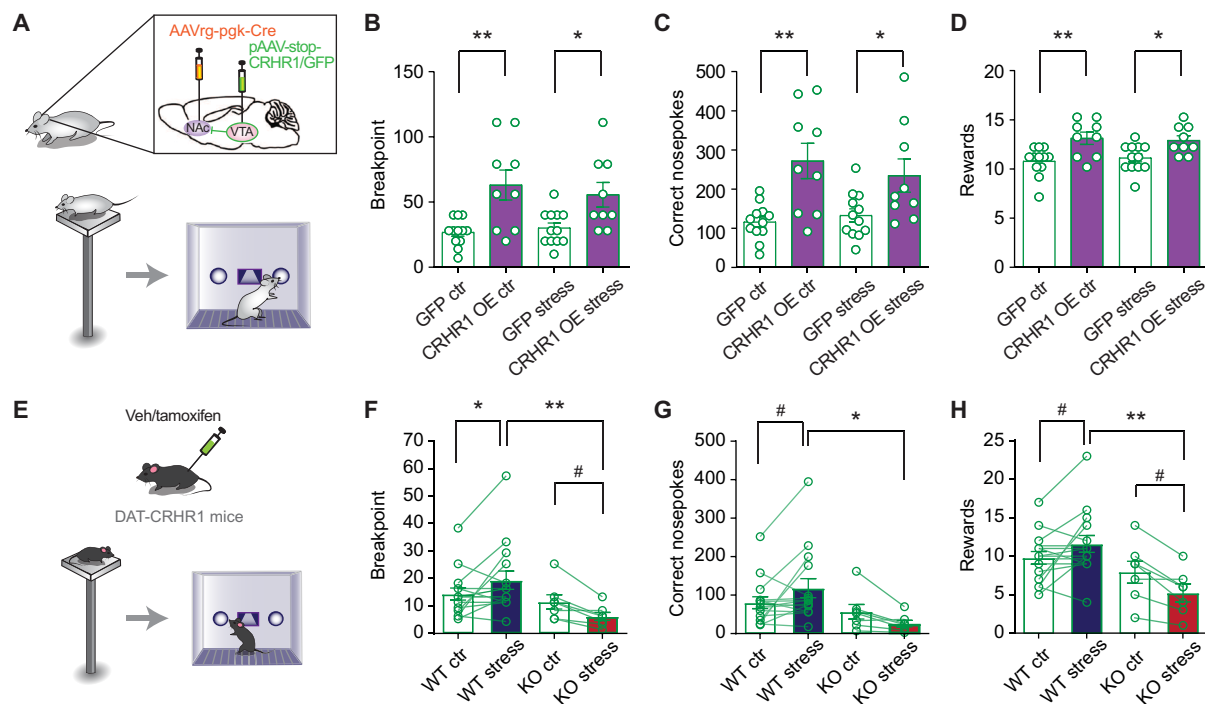 A
AAVrg-pgk-Cre
pAAV-stop-
CRHR1/GFP
NAc
VTA
B
**
*
Breakpoint
150
100
50
0
GFP ctr
CRHR1 OE ctr
GFP stress
CRHR1 OE stress
C
**
*
Correct nosepokes
500
400
300
200
100
0
GFP ctr
CRHR1 OE ctr
GFP stress
CRHR1 OE stress
D
**
*
Rewards
20
15
10
5
0
GFP ctr
CRHR1 OE ctr
GFP stress
CRHR1 OE stress
E
Veh/tamoxifen
DAT-CRHR1 mice
F
*
**
#
Breakpoint
70
60
50
40
30
20
10
0
WT ctr
WT stress
KO ctr
KO stress
G
#
*
Correct nosepokes
500
400
300
200
100
0
WT ctr
WT stress
KO ctr
KO stress
H
#
**
#
Rewards
25
20
15
10
5
0
WT ctr
WT stress
KO ctr
KO stress